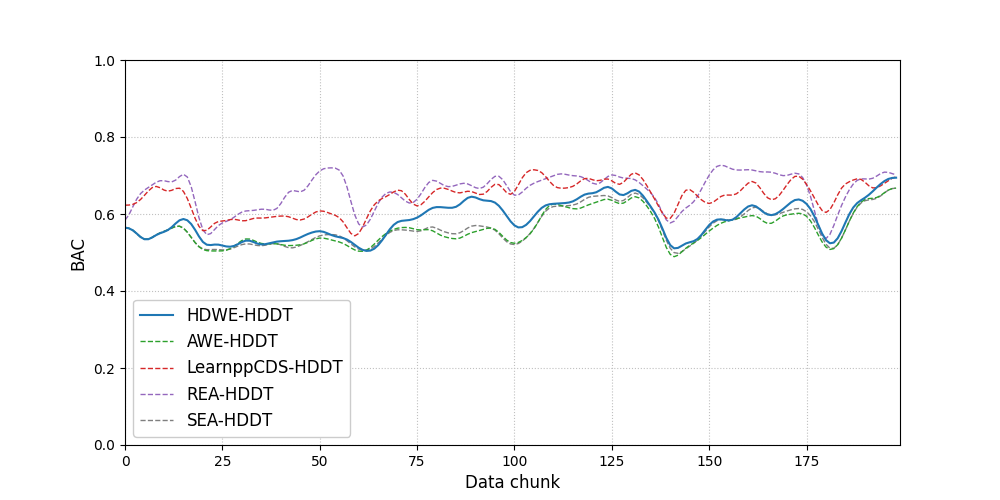 1.0
0.8
0.6
0.4
0.2
0.0
BAC
HDWE-HDDT
AWE-HDDT
LearnppCDS-HDDT
REA-HDDT
SEA-HDDT
0 25 50 75 100 125 150 175
Data chunk